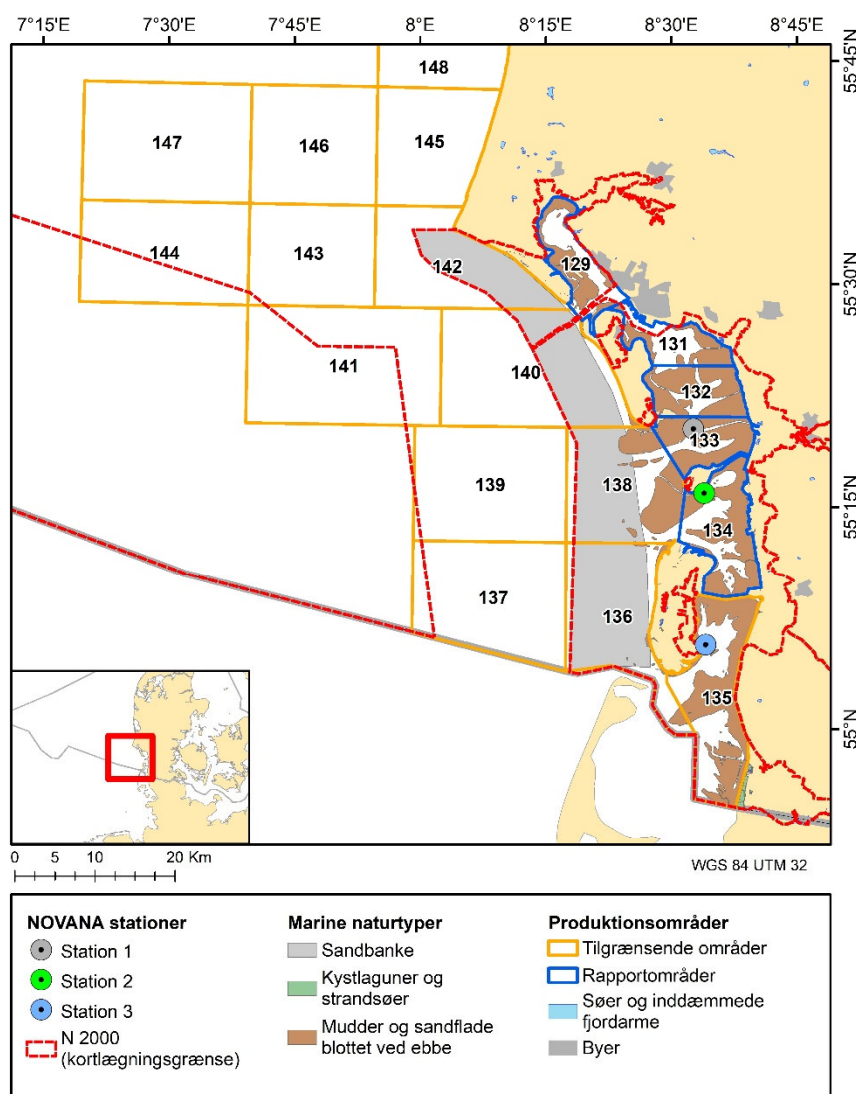 7°15'E 7°30'E 7°45'E 8°E 8°15'E 8°30'E 8°45'E
55°45'N
148
147 146 145
144 143 142 129
55°30'N
131
141 140 132
133
139 138
55°15'N
134
137 136
135
55°N
0 5 10 20 Km
WGS 84 UTM 32
NOVANA stationer
Station 1
Station 2
Station 3
N 2000
(kortlægningsgrænse)
Marine naturtyper
Sandbanke
Kystlaguner og
strandsøer
Mudder og sandflade
blottet ved ebbe
Produktionsområder
Tilgrænsende områder
Rapportområder
Søer og inddæmmede
fjordarme
Byer